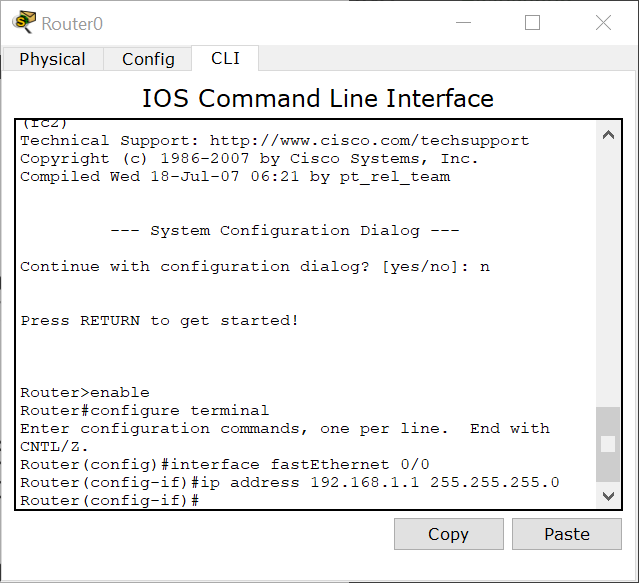 Router0
Physical Config CLI
IOS Command Line Interface
(fc2)
Technical Support: http://www.cisco.com/techsupport
Copyright (c) 1986-2007 by Cisco Systems, Inc.
Compiled Wed 18-Jul-07 06:21 by pt_rel_team
--- System Configuration Dialog ---
Continue with configuration dialog? [yes/no]: n
Press RETURN to get started!
Router>enable
Router#configure terminal
Enter configuration commands, one per line.  End with
CNTL/Z.
Router(config)#interface fastEthernet 0/0
Router(config-if)#ip address 192.168.1.1 255.255.255.0
Router(config-if)#
Copy Paste